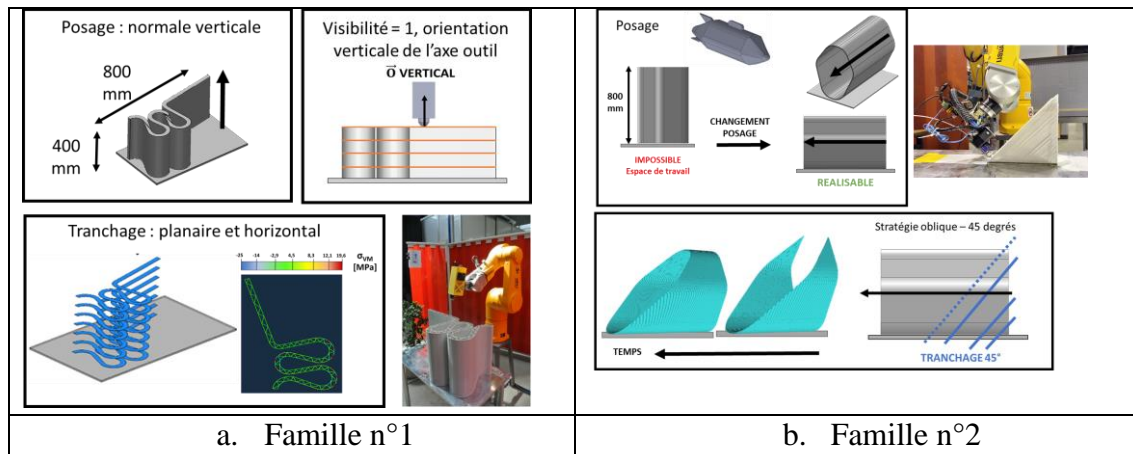 Posage : normale verticale
800
mm
400
mm
Visibilité = 1, orientation
verticale de l'axe outil
O VERTICAL
Tranchage : planaire et horizontal
σVM
[MPa]
Posage
800
mm
IMPOSSIBLE
Espace de travail
CHANGEMENT
POSAGE
REALISABLE
Stratégie oblique – 45 degrés
TEMPS
TRANCHAGE 45°
a. Famille n°1
b. Famille n°2